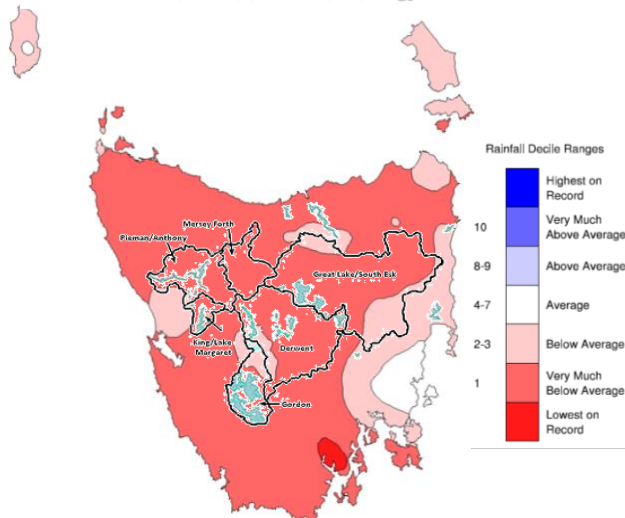 Rainfall Decile Ranges
Highest on
Record
10
Very Much
Above Average
8-9
Above Average
4-7
Average
2-3
Below Average
1
Very Much
Below Average
Lowest on
Record
Mersey Forth
Pieman/Anthony
Great Lake/South Esk
King/Lake
Margaret
Derwent
Gordon